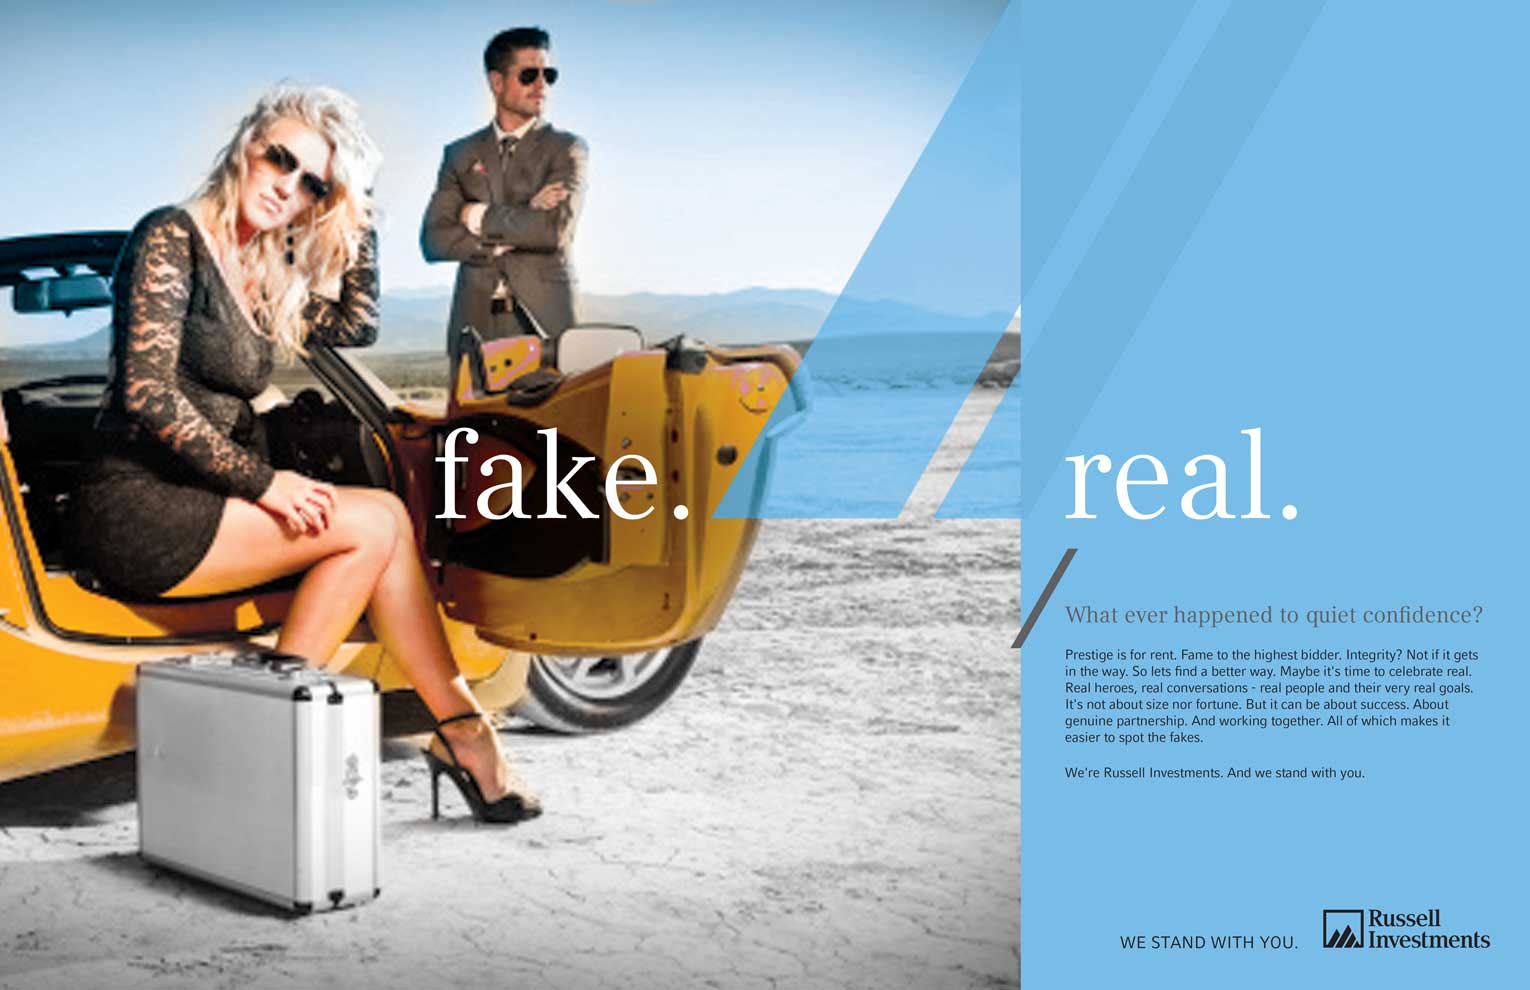 fake.
real.
What ever happened to quiet confidence?
Prestige is for rent. Fame to the highest bidder. Integrity? Not if it gets
in the way. So lets find a better way. Maybe it's time to celebrate real.
Real heroes, real conversations - real people and their very real goals.
It's not about size nor fortune. But it can be about success. About
genuine partnership. And working together. All of which makes it
easier to spot the fakes.
We're Russell Investments. And we stand with you.
WE STAND WITH YOU.
Russell
Investments